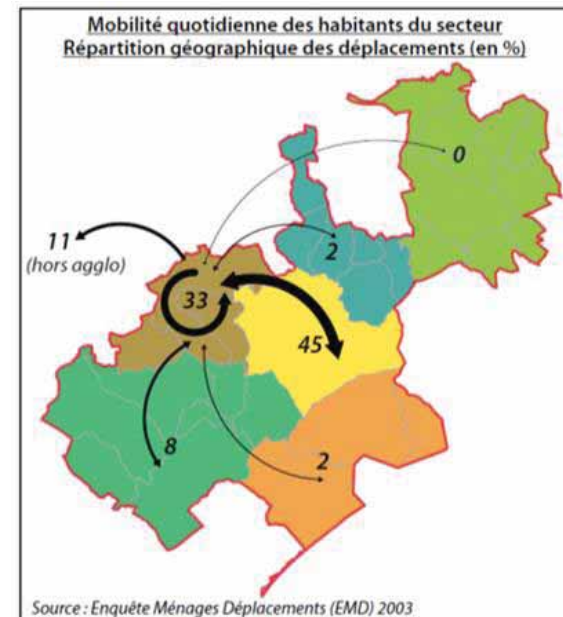 Mobilité quotidienne des habitants du secteur
Répartition géographique des déplacements (en %)
0
11
(hors agglo)
2
33
45
8
2
Source : Enquête Ménages Déplacements (EMD) 2003